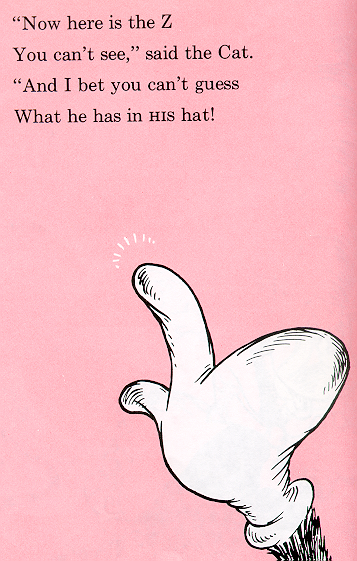 “Now here is the Z
You can’t see,” said the Cat.
“And I bet you can’t guess
What he has in HIS hat!